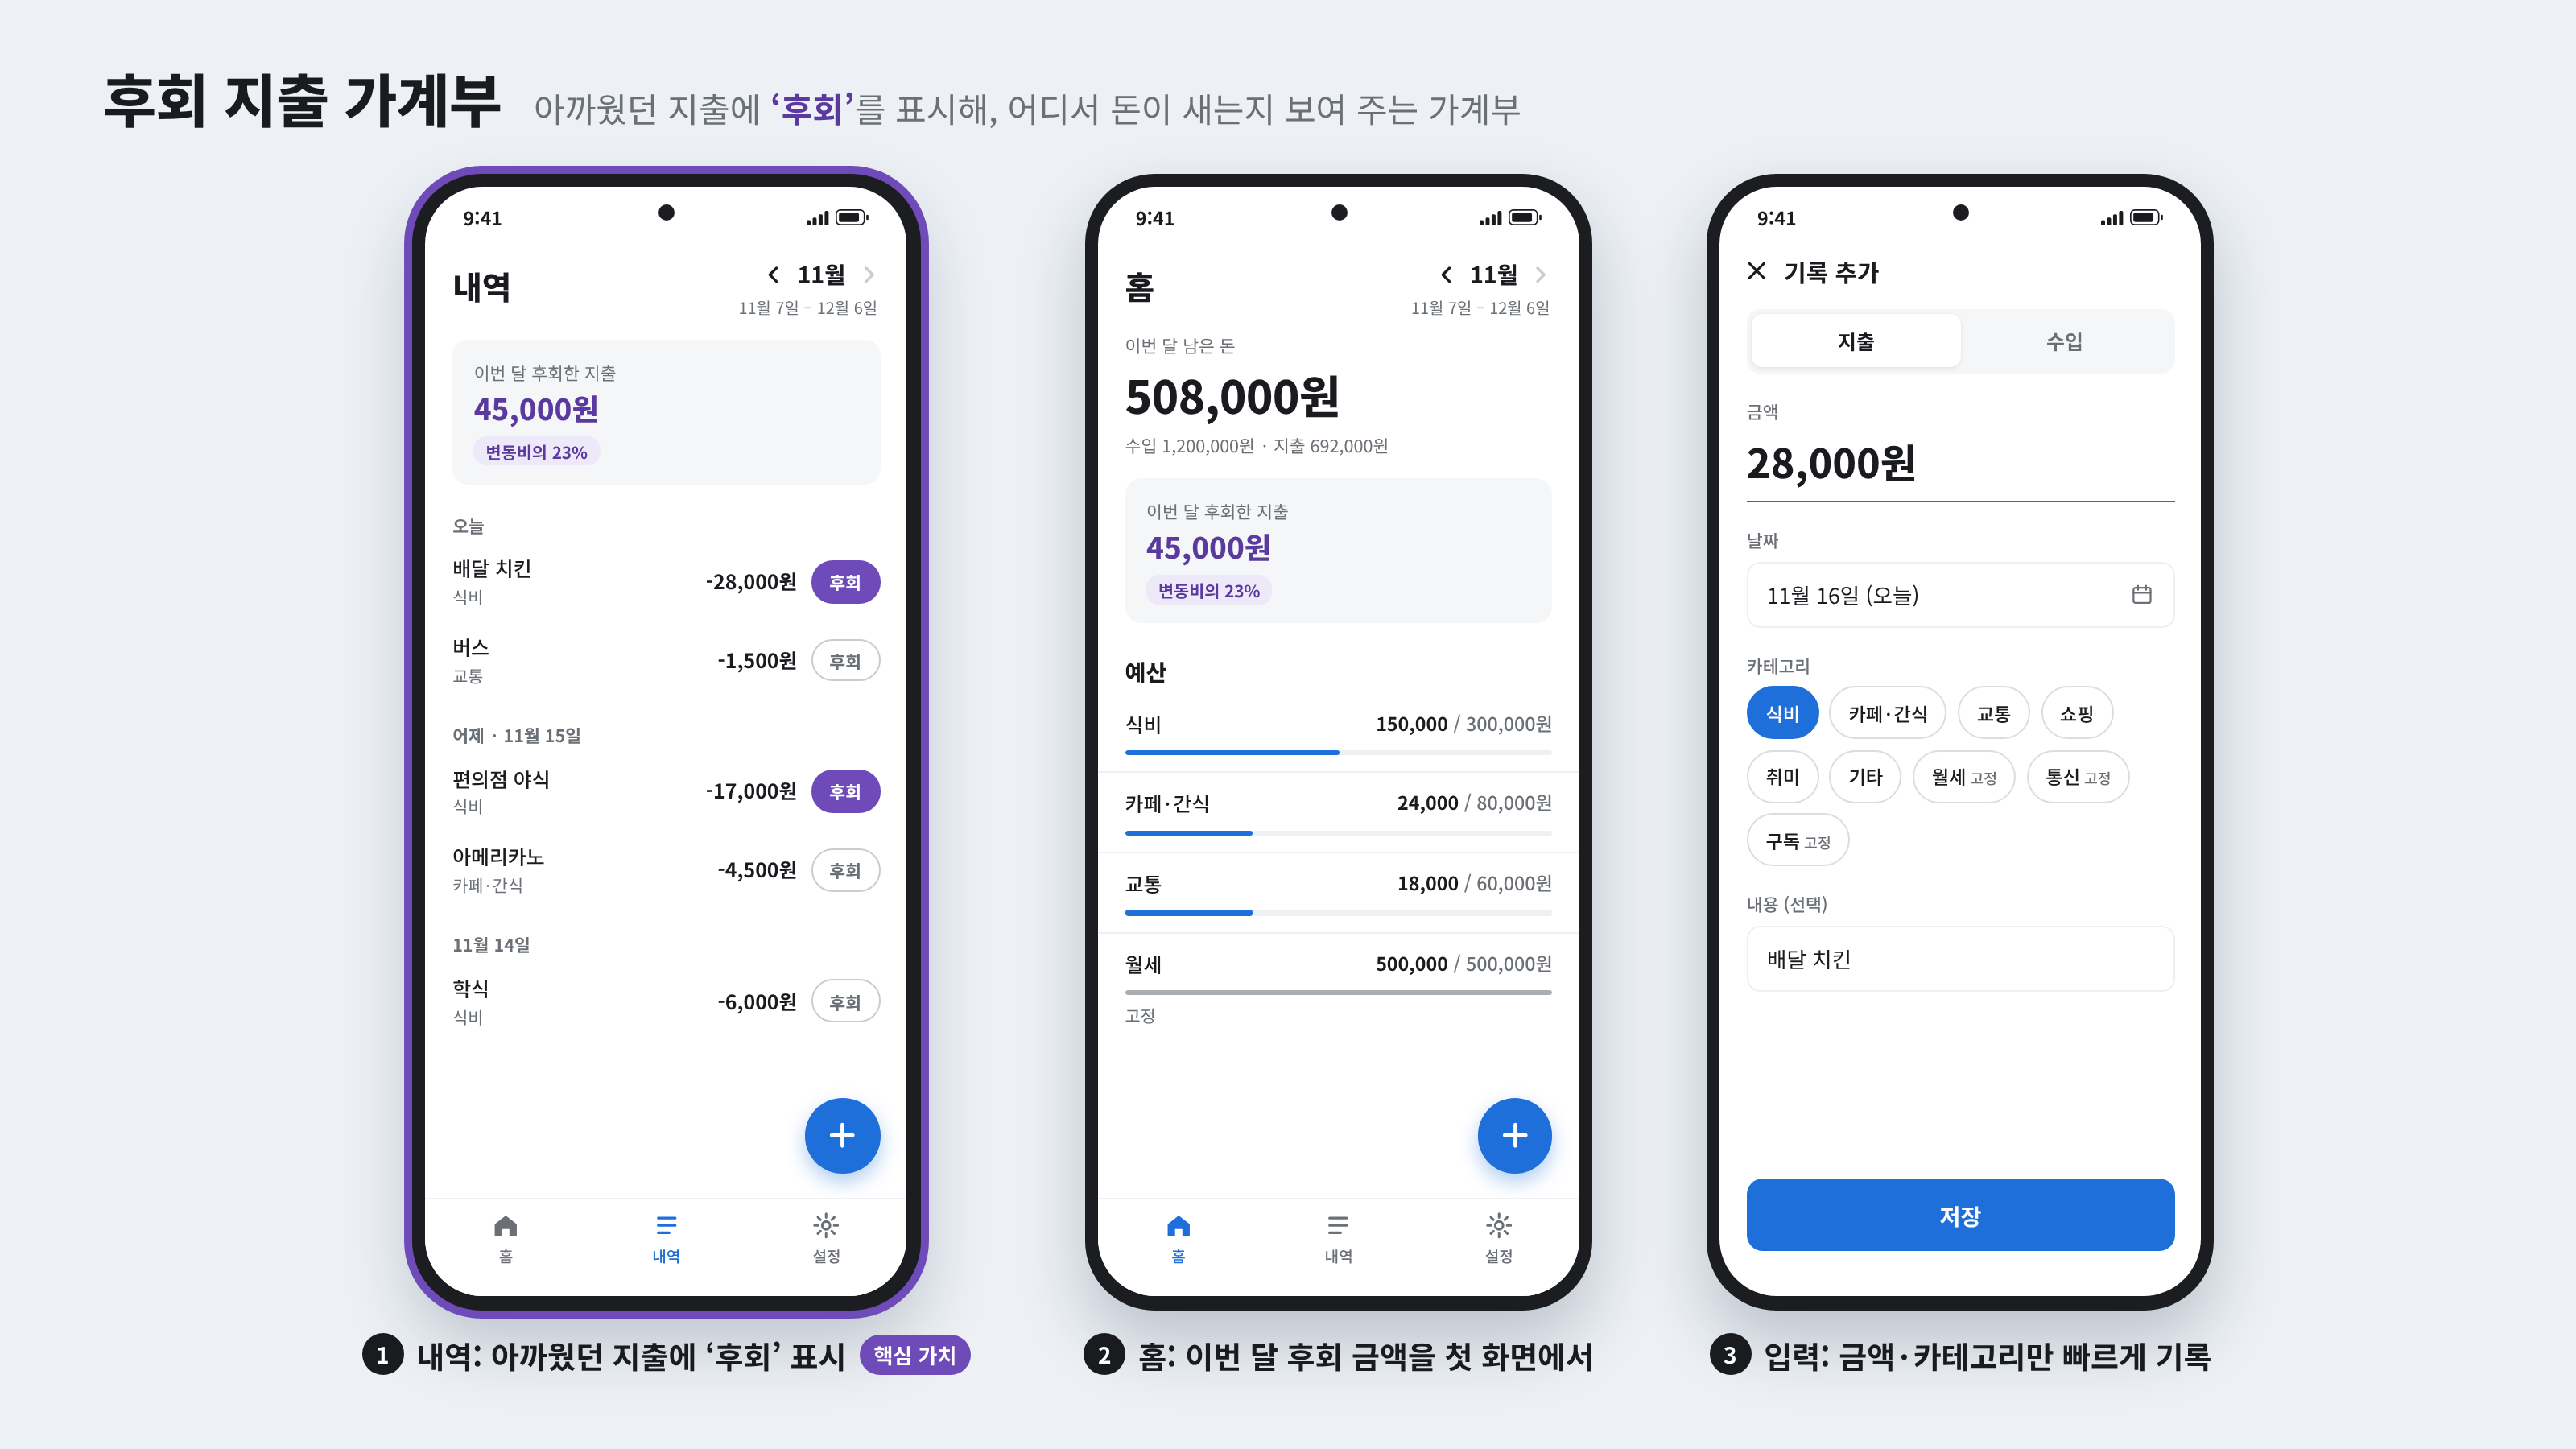 후회 지출 가계부
아까웠던 지출에 ‘후회’를 표시해, 어디서 돈이 새는지 보여 주는 가계부
9:41
내역
11월
11월 7일 – 12월 6일
이번 달 후회한 지출
45,000원
변동비의 23%
오늘
배달 치킨
식비
-28,000원
후회
버스
교통
-1,500원
후회
어제 · 11월 15일
편의점 야식
식비
-17,000원
후회
아메리카노
카페·간식
-4,500원
후회
11월 14일
학식
식비
-6,000원
후회
홈
내역
설정
1 내역: 아까웠던 지출에 ‘후회’ 표시 핵심 가치
9:41
홈
11월
11월 7일 – 12월 6일
이번 달 남은 돈
508,000원
수입 1,200,000원 · 지출 692,000원
이번 달 후회한 지출
45,000원
변동비의 23%
예산
식비 150,000 / 300,000원
카페·간식 24,000 / 80,000원
교통 18,000 / 60,000원
월세 500,000 / 500,000원
고정
홈
내역
설정
2 홈: 이번 달 후회 금액을 첫 화면에서
9:41
기록 추가
지출 수입
금액
28,000원
날짜
11월 16일 (오늘)
카테고리
식비 카페·간식 교통 쇼핑
취미 기타 월세 고정 통신 고정
구독 고정
내용 (선택)
배달 치킨
저장
3 입력: 금액·카테고리만 빠르게 기록